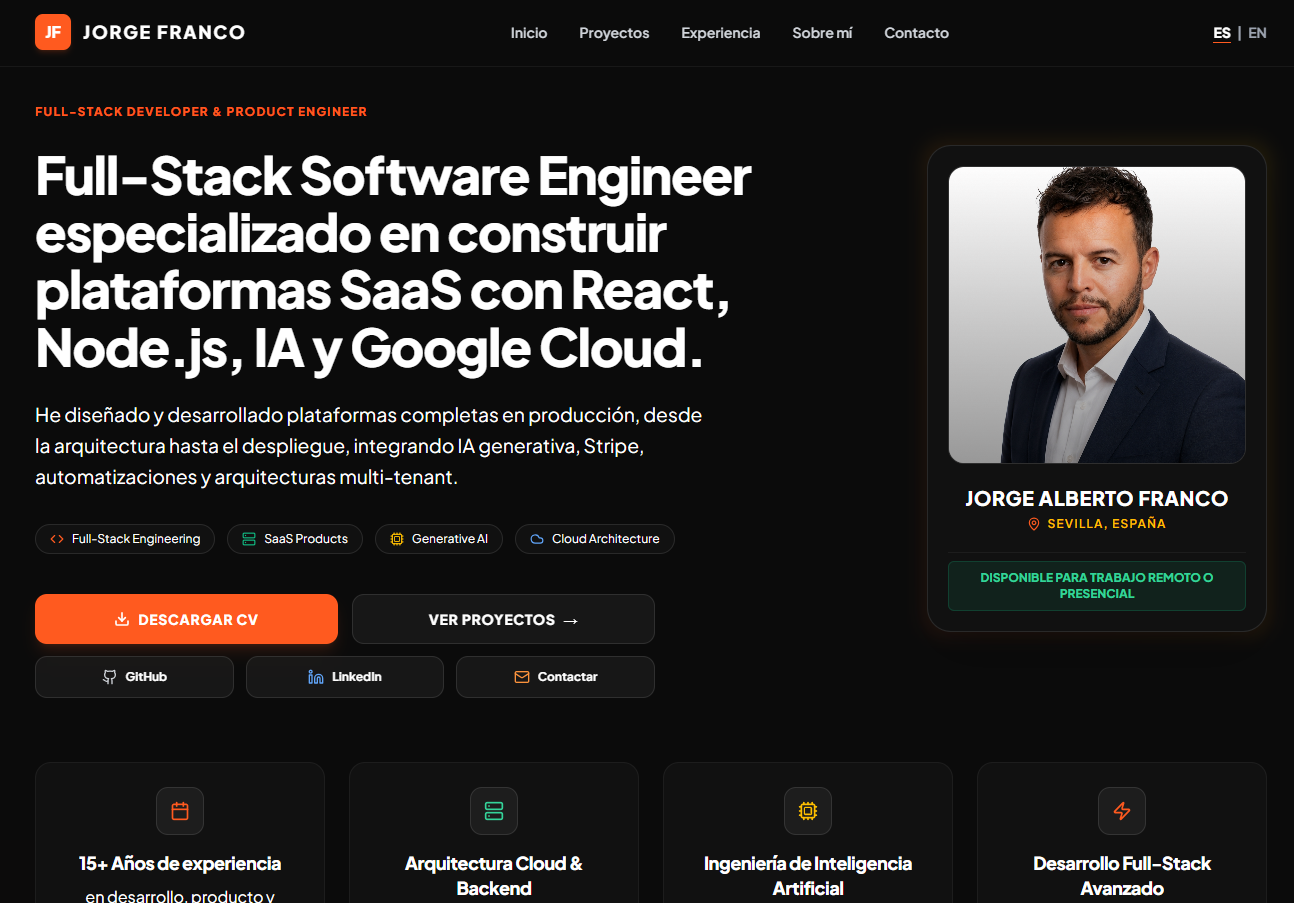 JF JORGE FRANCO
Inicio Proyectos Experiencia Sobre mí Contacto
ES | EN
FULL-STACK DEVELOPER & PRODUCT ENGINEER
Full-Stack Software Engineer
especializado en construir
plataformas SaaS con React,
Node.js, IA y Google Cloud.
He diseñado y desarrollado plataformas completas en producción, desde
la arquitectura hasta el despliegue, integrando IA generativa, Stripe,
automatizaciones y arquitecturas multi-tenant.
Full-Stack Engineering SaaS Products Generative AI Cloud Architecture
DESCARGAR CV VER PROYECTOS →
GitHub LinkedIn Contactar
JORGE ALBERTO FRANCO
SEVILLA, ESPAÑA
DISPONIBLE PARA TRABAJO REMOTO O
PRESENCIAL
15+ Años de experiencia
en desarrollo, producto y
Arquitectura Cloud &
Backend
Ingeniería de Inteligencia
Artificial
Desarrollo Full-Stack
Avanzado